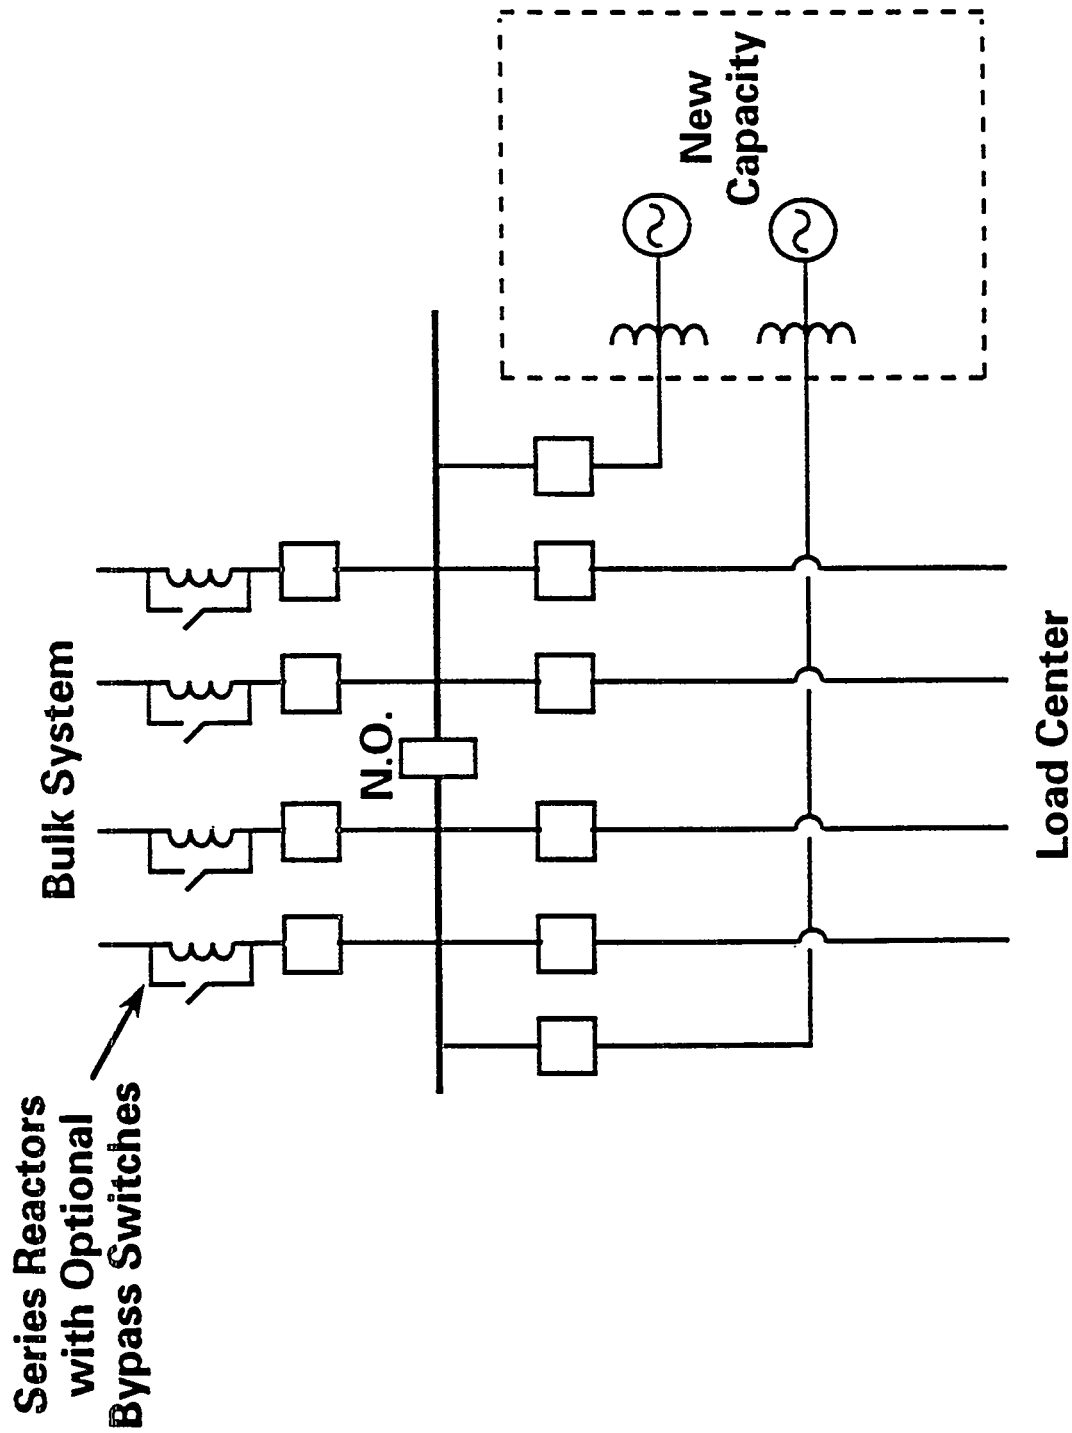 Series Reactors
with Optional
Bypass Switches
Bulk System
N.O.
New
Capacity
Load Center